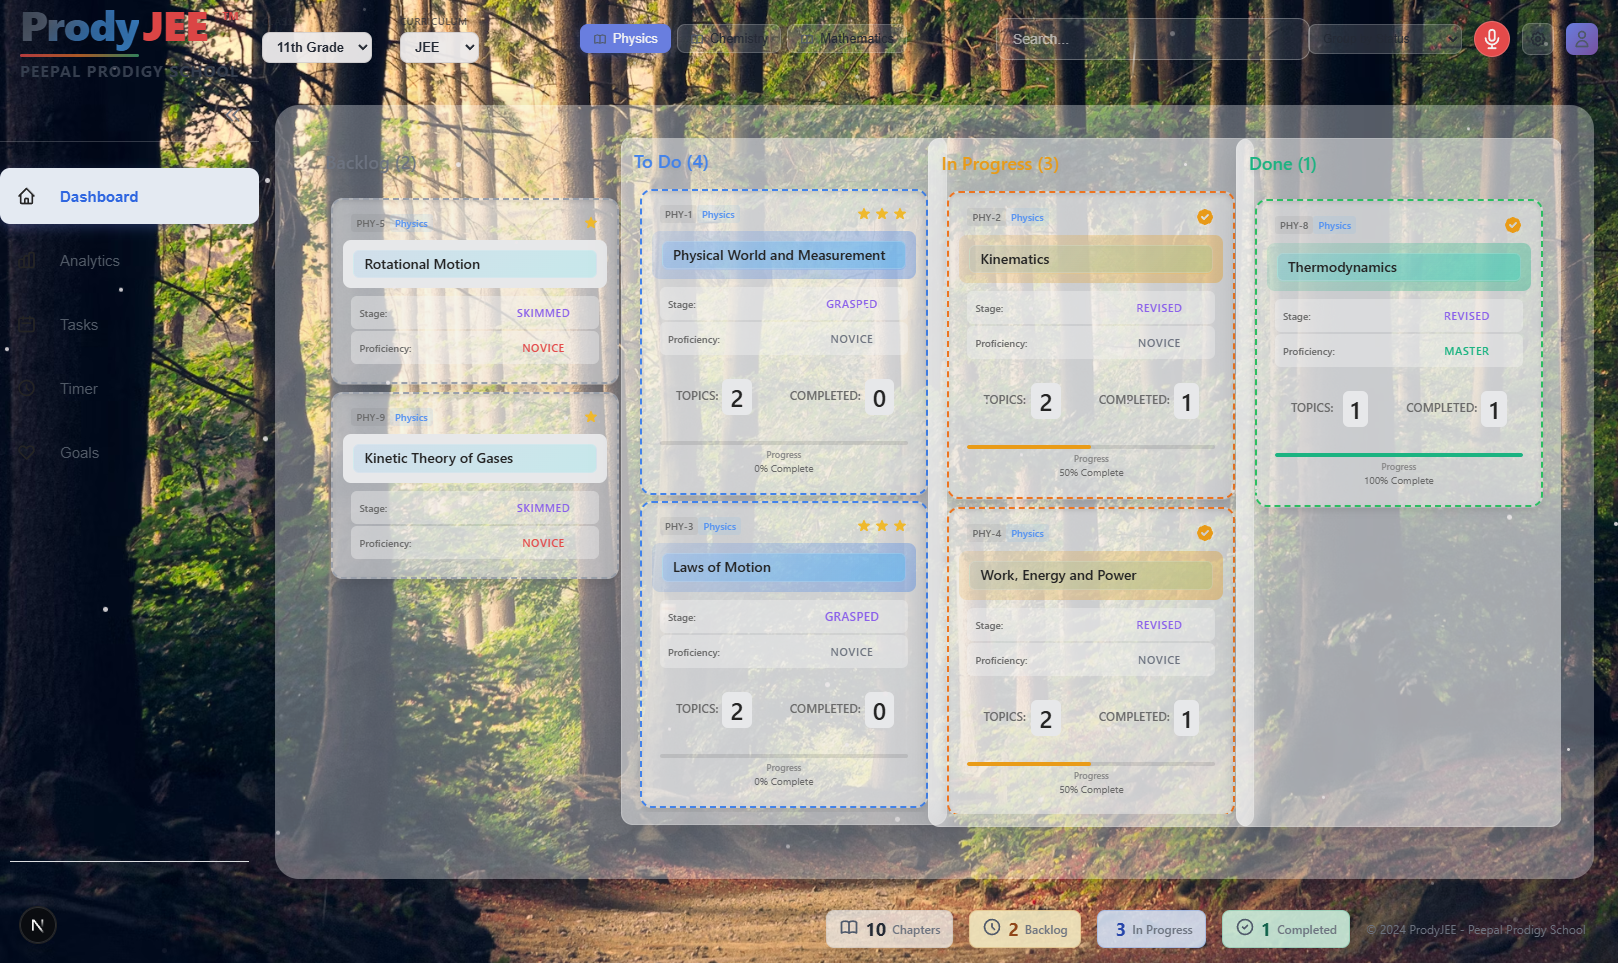 ProdyJEE
PEEPAL PRODIGY SCHOOL
11th Grade
CURRICULUM
JEE
Physics
Chemistry
Mathematics
Search...
Dashboard
Analytics
Tasks
Timer
Goals
Backlog (2)
PHY-5 Physics
Rotational Motion
Stage: SKIMMED
Proficiency: NOVICE
PHY-9 Physics
Kinetic Theory of Gases
Stage: SKIMMED
Proficiency: NOVICE
To Do (4)
PHY-1 Physics
Physical World and Measurement
Stage: GRASPED
Proficiency: NOVICE
TOPICS: 2 COMPLETED: 0
Progress
0% Complete
PHY-3 Physics
Laws of Motion
Stage: GRASPED
Proficiency: NOVICE
TOPICS: 2 COMPLETED: 0
Progress
0% Complete
In Progress (3)
PHY-2 Physics
Kinematics
Stage: REVISED
Proficiency: NOVICE
TOPICS: 2 COMPLETED: 1
Progress
50% Complete
PHY-4 Physics
Work, Energy and Power
Stage: REVISED
Proficiency: NOVICE
TOPICS: 2 COMPLETED: 1
Progress
50% Complete
Done (1)
PHY-8 Physics
Thermodynamics
Stage: REVISED
Proficiency: MASTER
TOPICS: 1 COMPLETED: 1
Progress
100% Complete
N
10 Chapters
2 Backlog
3 In Progress
1 Completed
© 2024 ProdyJEE - Peepal Prodigy School